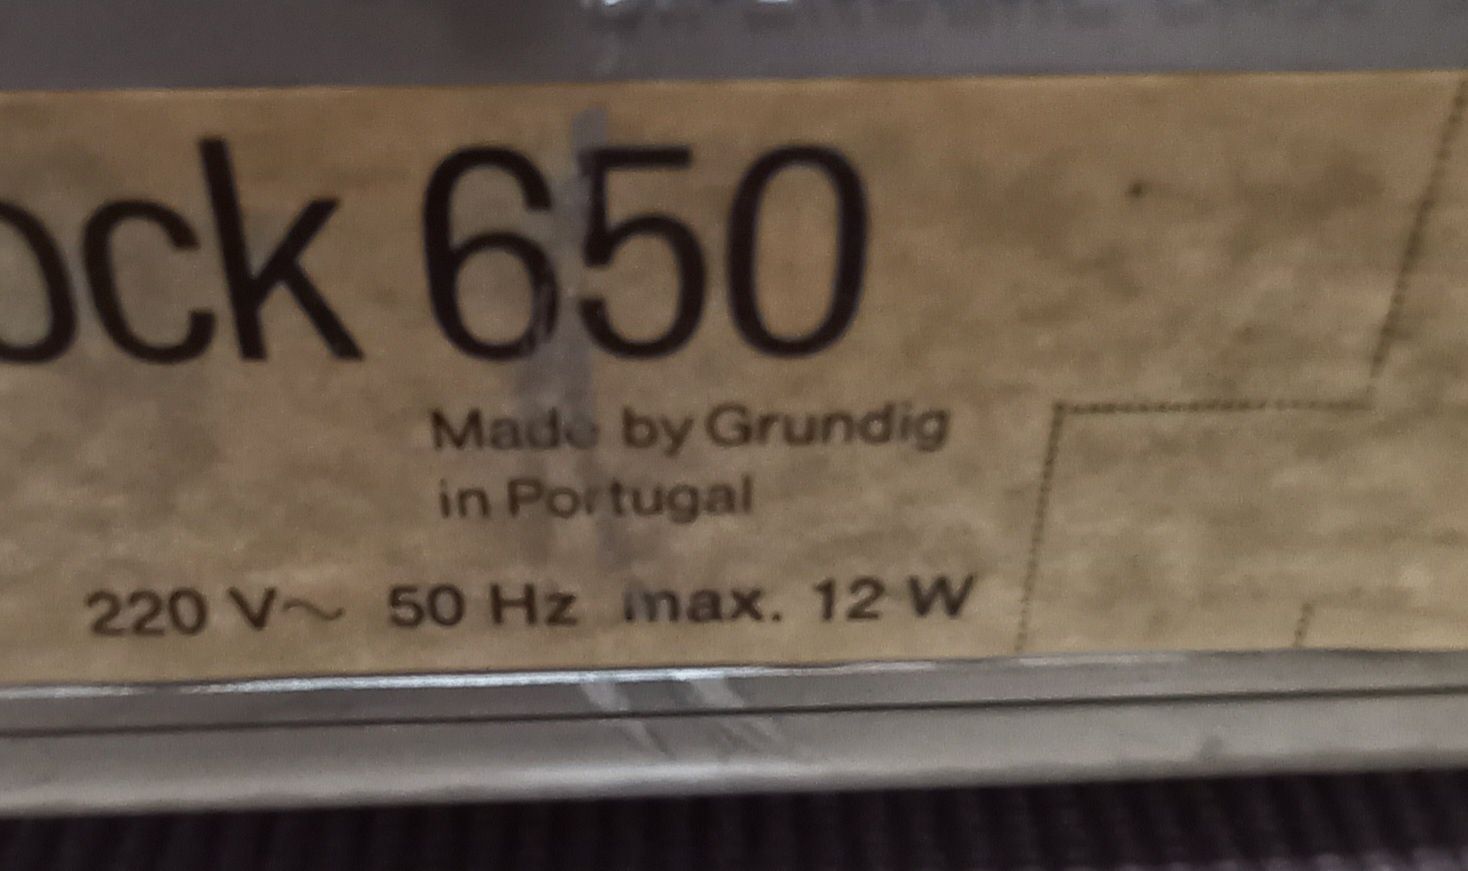 ock 650
Made by Grundig
in Portugal
220 V~ 50 Hz max. 12 W